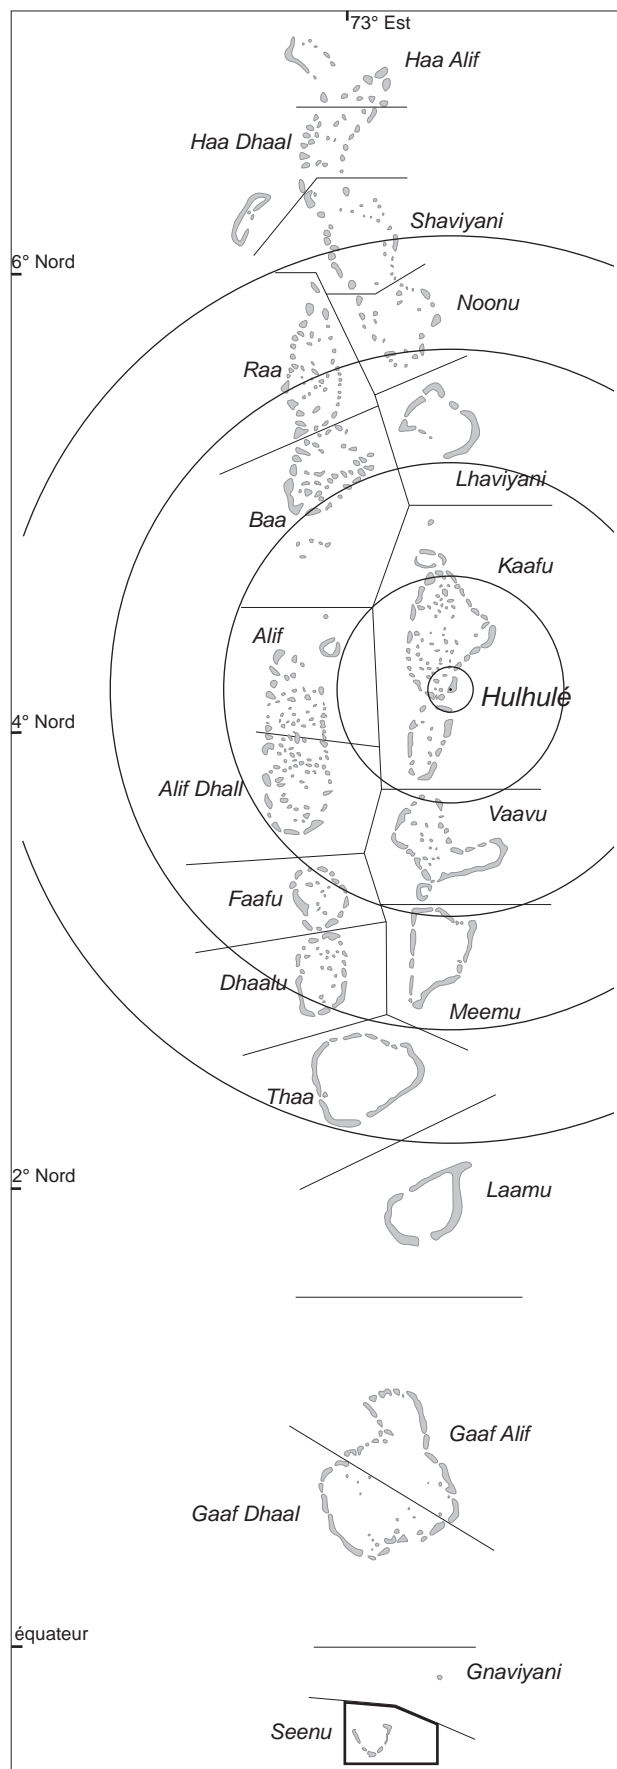 73° Est
Haa Alif
Haa Dhaal
Shaviyani
6° Nord
Noonu
Raa
Lhaviyani
Baa
Kaafu
Alif
Hulhulé
4° Nord
Alif Dhall
Vaavu
Faafu
Dhaalu
Meemu
Thaa
2° Nord
Laamu
Gaaf Alif
Gaaf Dhaal
équateur
Gnaviyani
Seenu